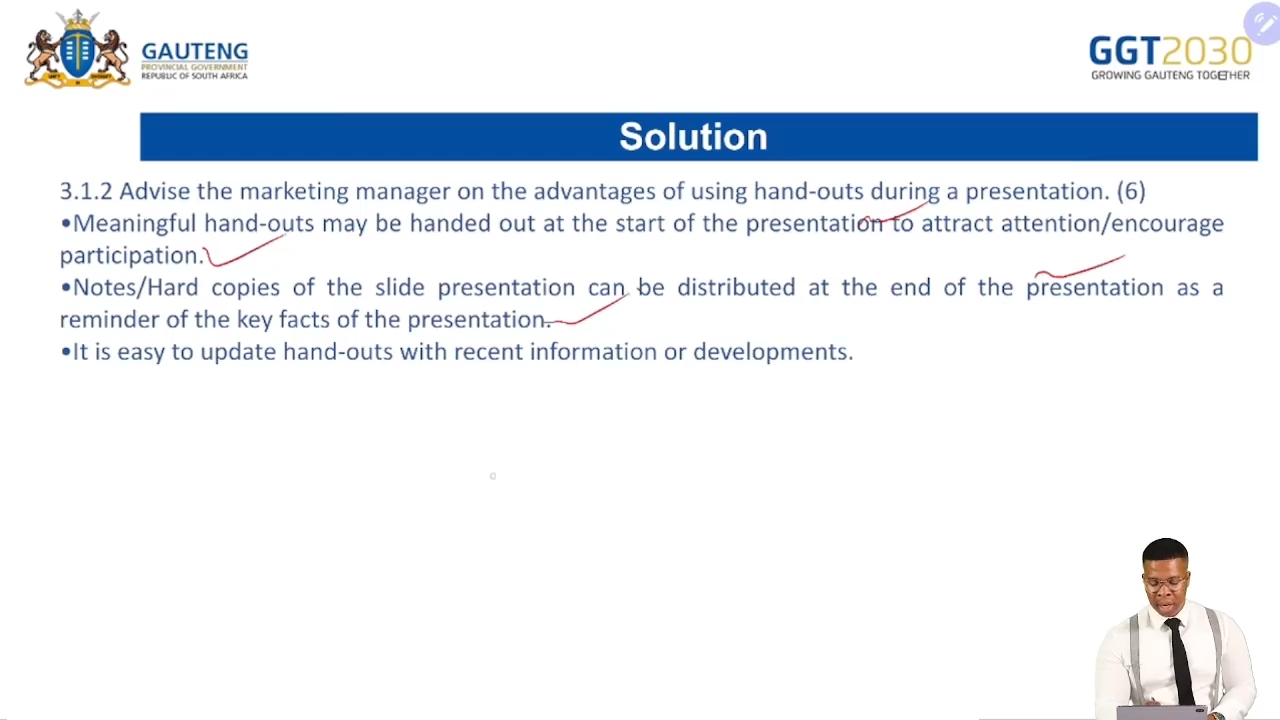 GAUTENG
PROVINCIAL GOVERNMENT
REPUBLIC OF SOUTH AFRICA
GGT2030
GROWING GAUTENG TOGETHER
Solution
3.1.2 Advise the marketing manager on the advantages of using hand-outs during a presentation. (6)
•Meaningful hand-outs may be handed out at the start of the presentation to attract attention/encourage
participation.
•Notes/Hard copies of the slide presentation can be distributed at the end of the presentation as a
reminder of the key facts of the presentation.
•It is easy to update hand-outs with recent information or developments.